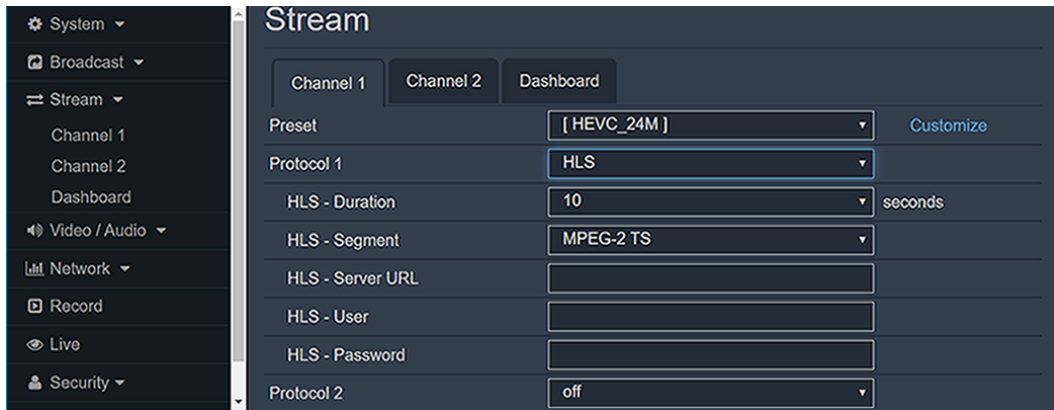 System
Broadcast
Stream
Channel 1
Channel 2
Dashboard
Video / Audio
Network
Record
Live
Security
Stream
Channel 1 Channel 2 Dashboard
Preset [ HEVC_24M ] Customize
Protocol 1 HLS
HLS - Duration 10 seconds
HLS - Segment MPEG-2 TS
HLS - Server URL
HLS - User
HLS - Password
Protocol 2 off